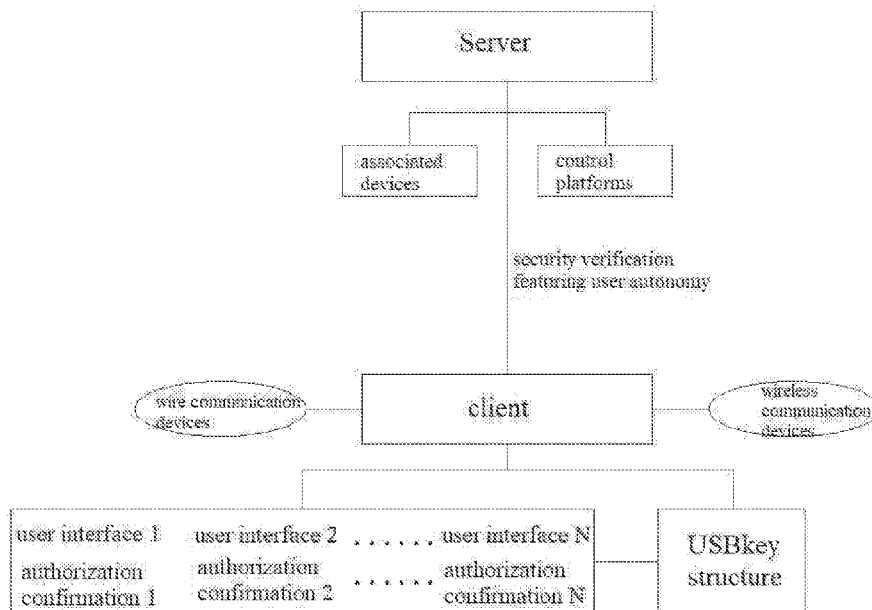 Server
associated
devices
control
platforms
security verification
featuring user autonomy
wire communication
devices
client
wireless
communication
devices
user interface 1 user interface 2 ...... user interface N
authorization authorization ...... authorization
confirmation 1 confirmation 2 confirmation N
USBkey
structure